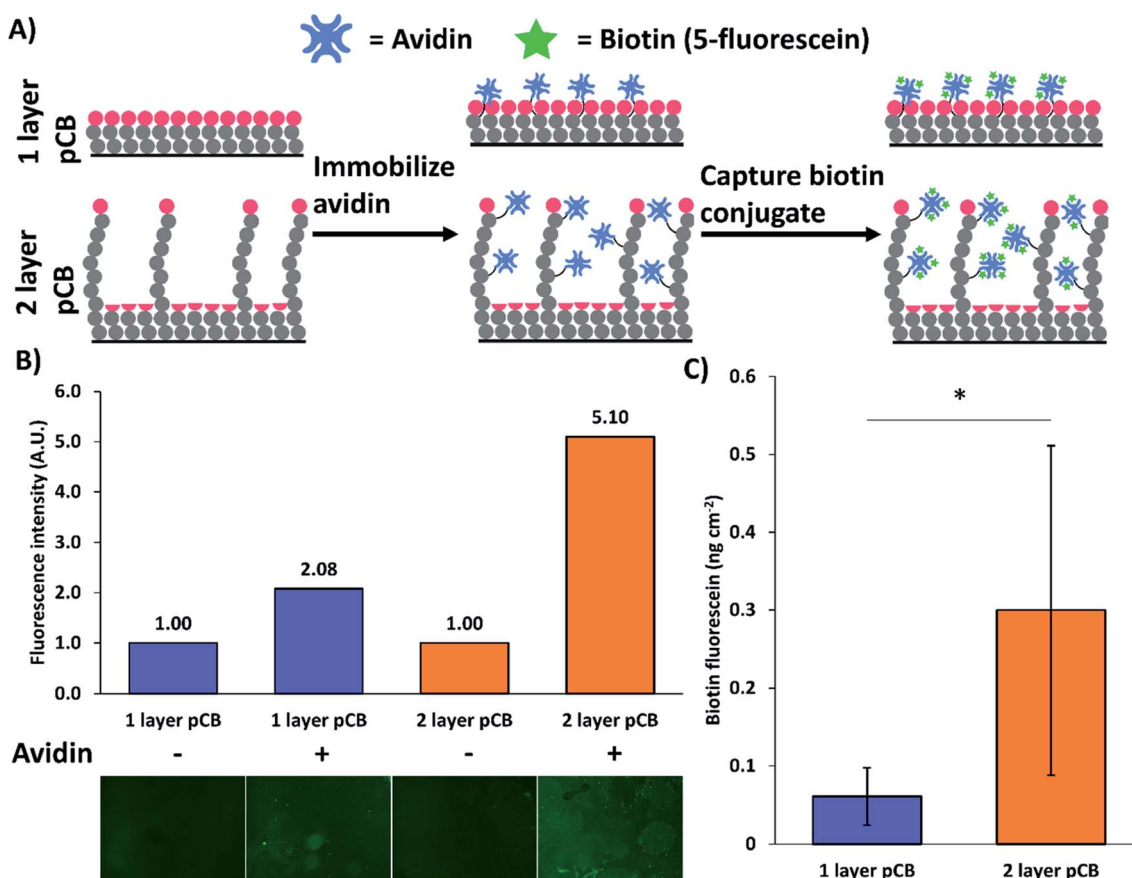 A)
= Avidin
= Biotin (5-fluorescein)
1 layer
pCB
Immobilize
avidin
Capture biotin
conjugate
2 layer
pCB
B)
Fluorescence intensity (A.U.)
6.0
5.0
4.0
3.0
2.0
1.0
0.0
1.00
2.08
1.00
5.10
1 layer pCB
1 layer pCB
2 layer pCB
2 layer pCB
Avidin - + - +
C)
Biotin fluorescein (ng cm⁻²)
0.6
0.5
0.4
0.3
0.2
0.1
0
*
1 layer pCB
2 layer pCB